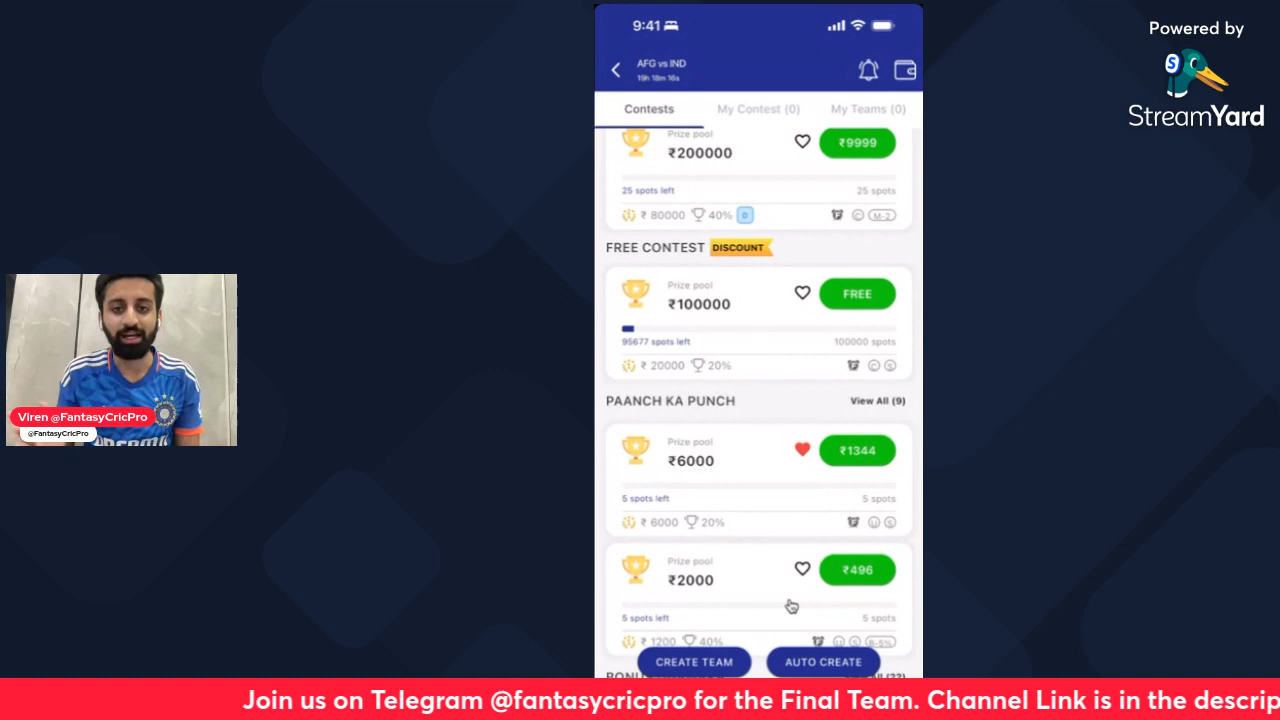 Powered by
StreamYard
9:41
AFG vs IND
19h 18m 16s
Contests
My Contest (0)
My Teams (0)
Prize pool
₹200000
₹9999
25 spots left
25 spots
₹ 80000
40%
M-2
FREE CONTEST
DISCOUNT
Prize pool
₹100000
FREE
95677 spots left
100000 spots
₹ 20000
20%
PAANCH KA PUNCH
View All (9)
Prize pool
₹6000
₹1344
5 spots left
5 spots
₹ 6000
20%
Prize pool
₹2000
₹496
5 spots left
5 spots
₹ 1200
40%
CREATE TEAM
AUTO CREATE
Viren @FantasyCricPro
@FantasyCricPro
Join us on Telegram @fantasycricpro for the Final Team. Channel Link is in the descrip